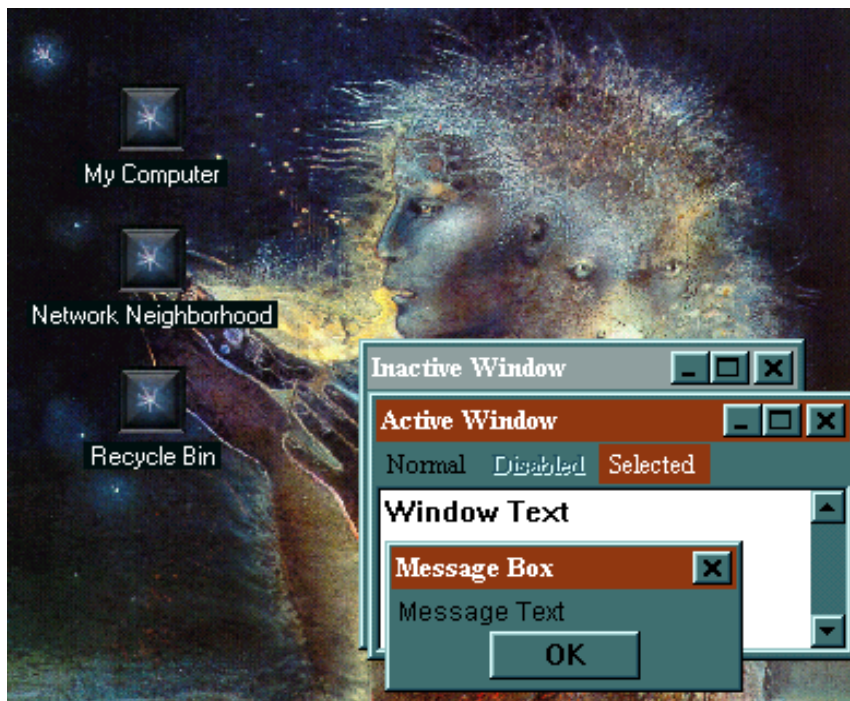 My Computer
Network Neighborhood
Recycle Bin
Inactive Window
Active Window
Normal Disabled Selected
Window Text
Message Box
Message Text
OK